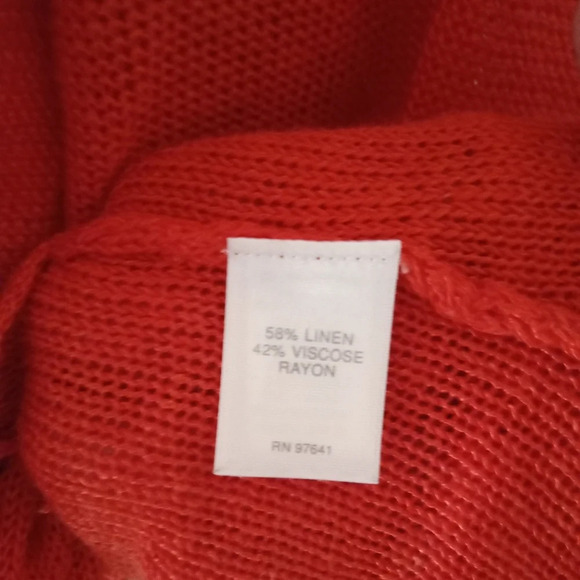 58% LINEN
42% VISCOSE
RAYON
RN 97641